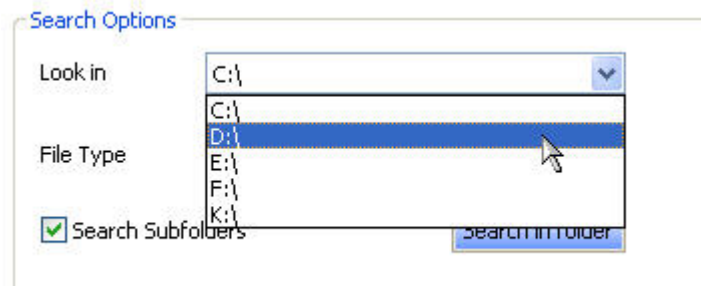 Search Options
Look in
C:\
C:\
D:\
E:\
File Type
F:\
K:\
Search Subfolders
Search in folder